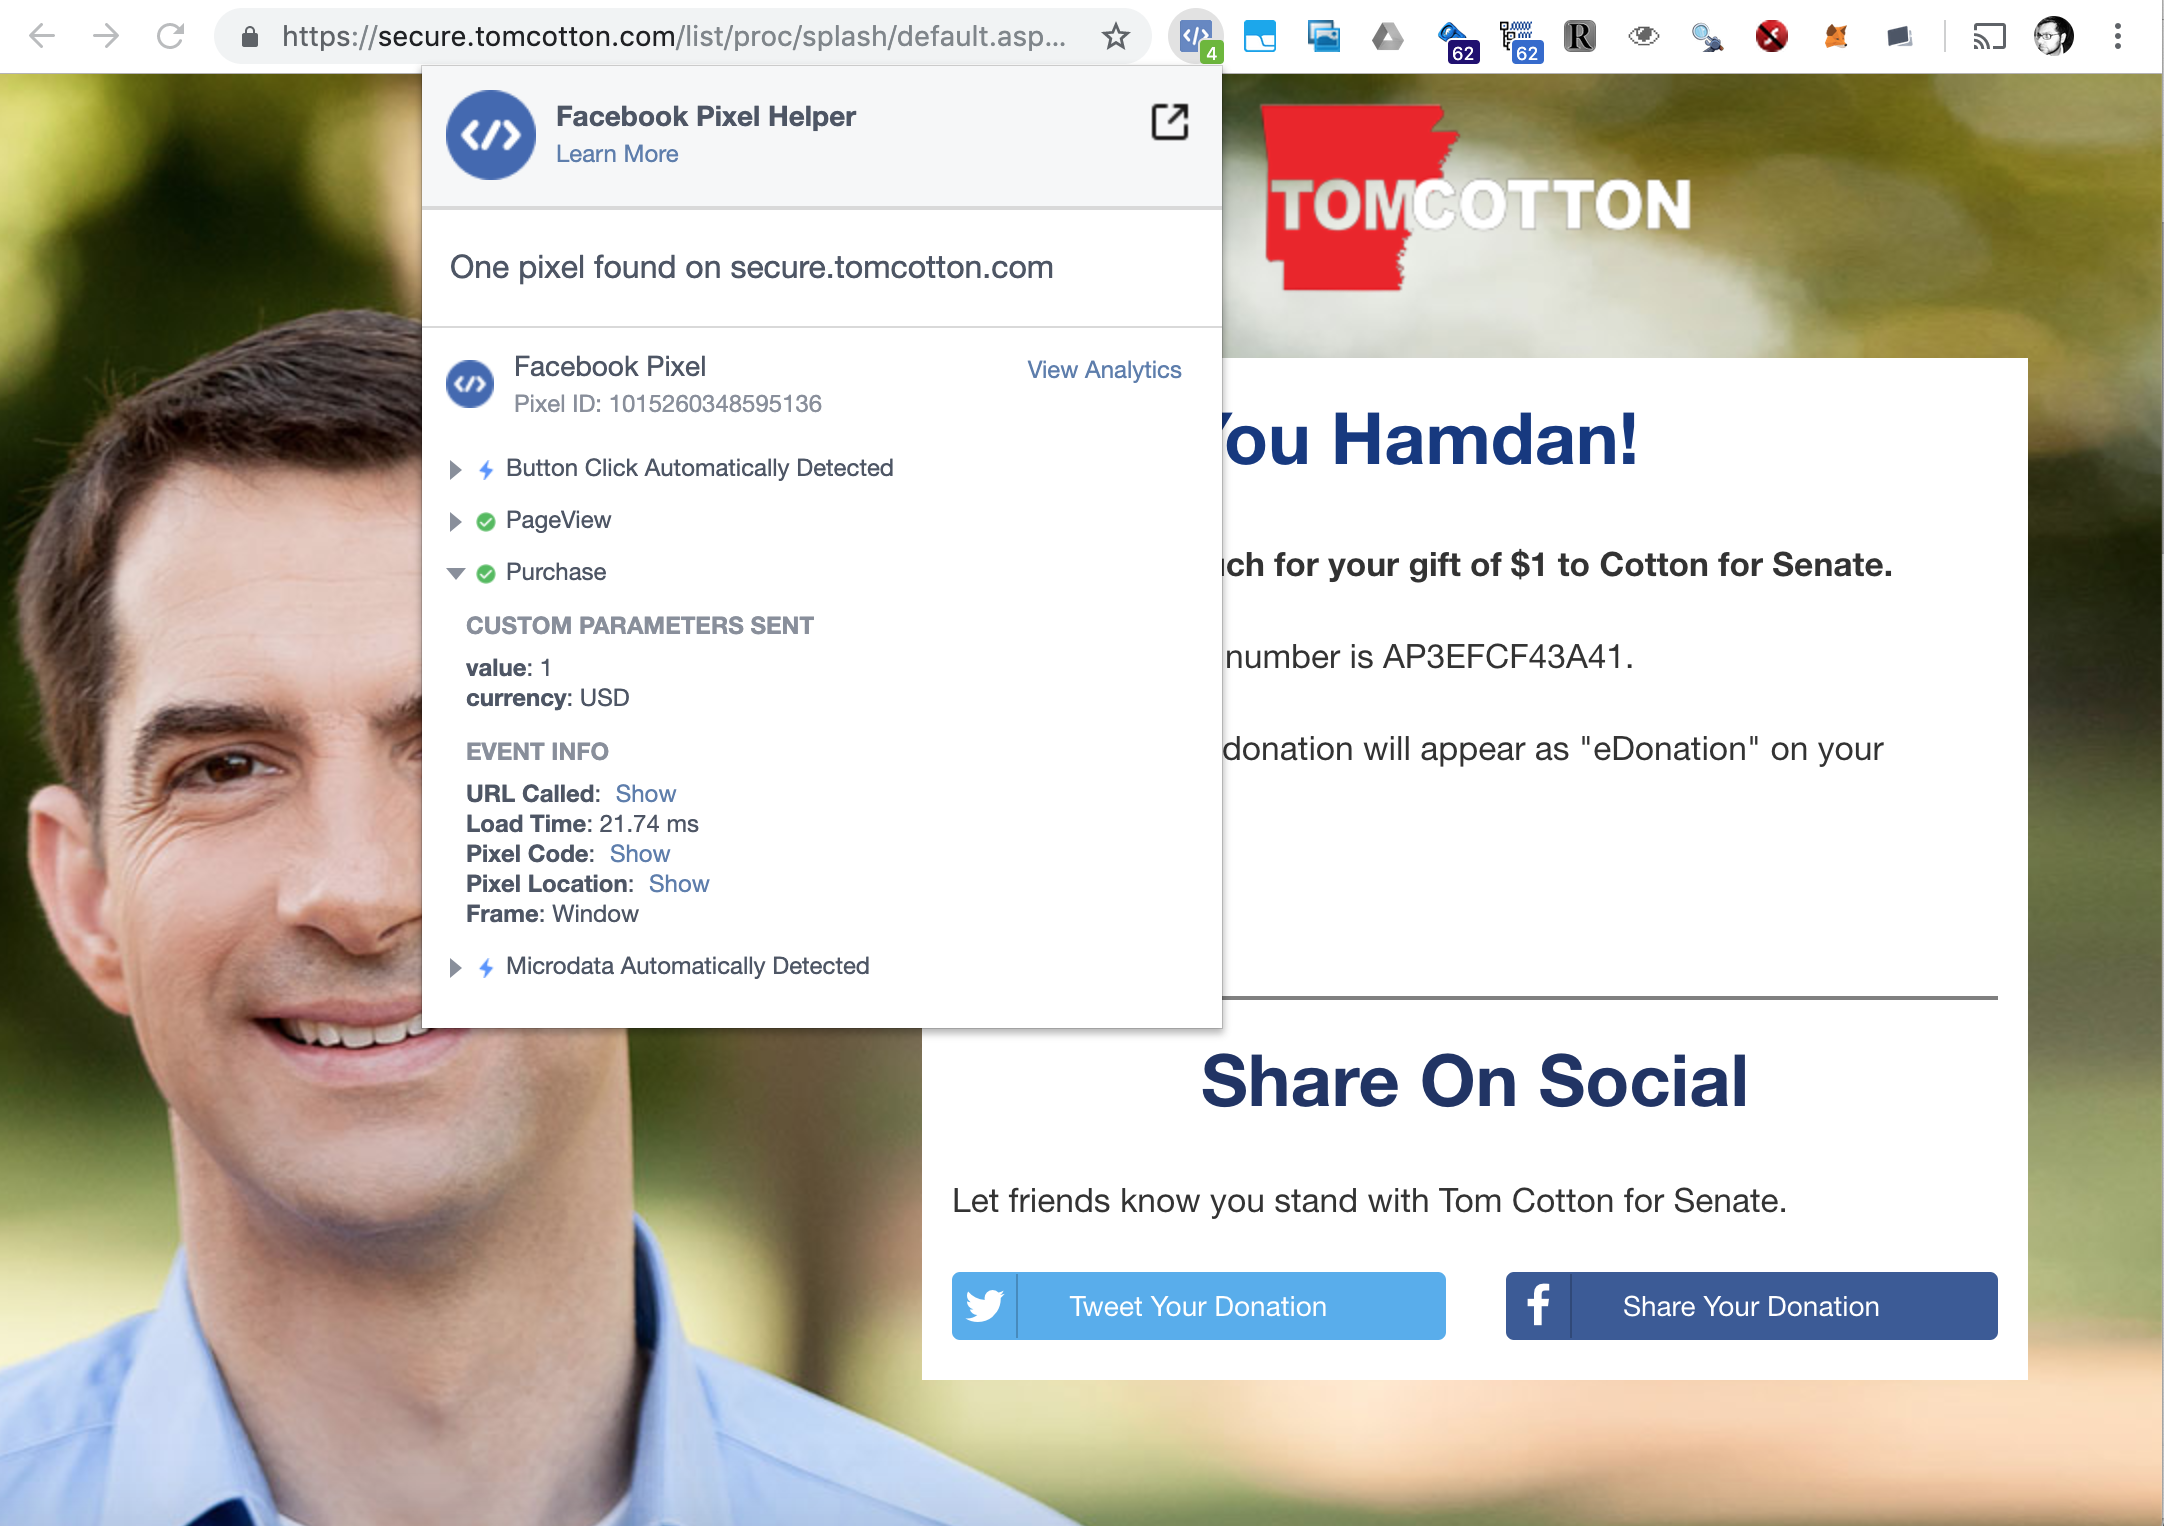 https://secure.tomcotton.com/list/proc/splash/default.asp...
4
62
62
R
Facebook Pixel Helper
Learn More
One pixel found on secure.tomcotton.com
Facebook Pixel
View Analytics
Pixel ID: 1015260348595136
Button Click Automatically Detected
PageView
Purchase
CUSTOM PARAMETERS SENT
value: 1
currency: USD
EVENT INFO
URL Called: Show
Load Time: 21.74 ms
Pixel Code: Show
Pixel Location: Show
Frame: Window
Microdata Automatically Detected
TOMCOTTON
You Hamdan!
ch for your gift of $1 to Cotton for Senate.
number is AP3EFCF43A41.
donation will appear as "eDonation" on your
Share On Social
Let friends know you stand with Tom Cotton for Senate.
Tweet Your Donation
Share Your Donation